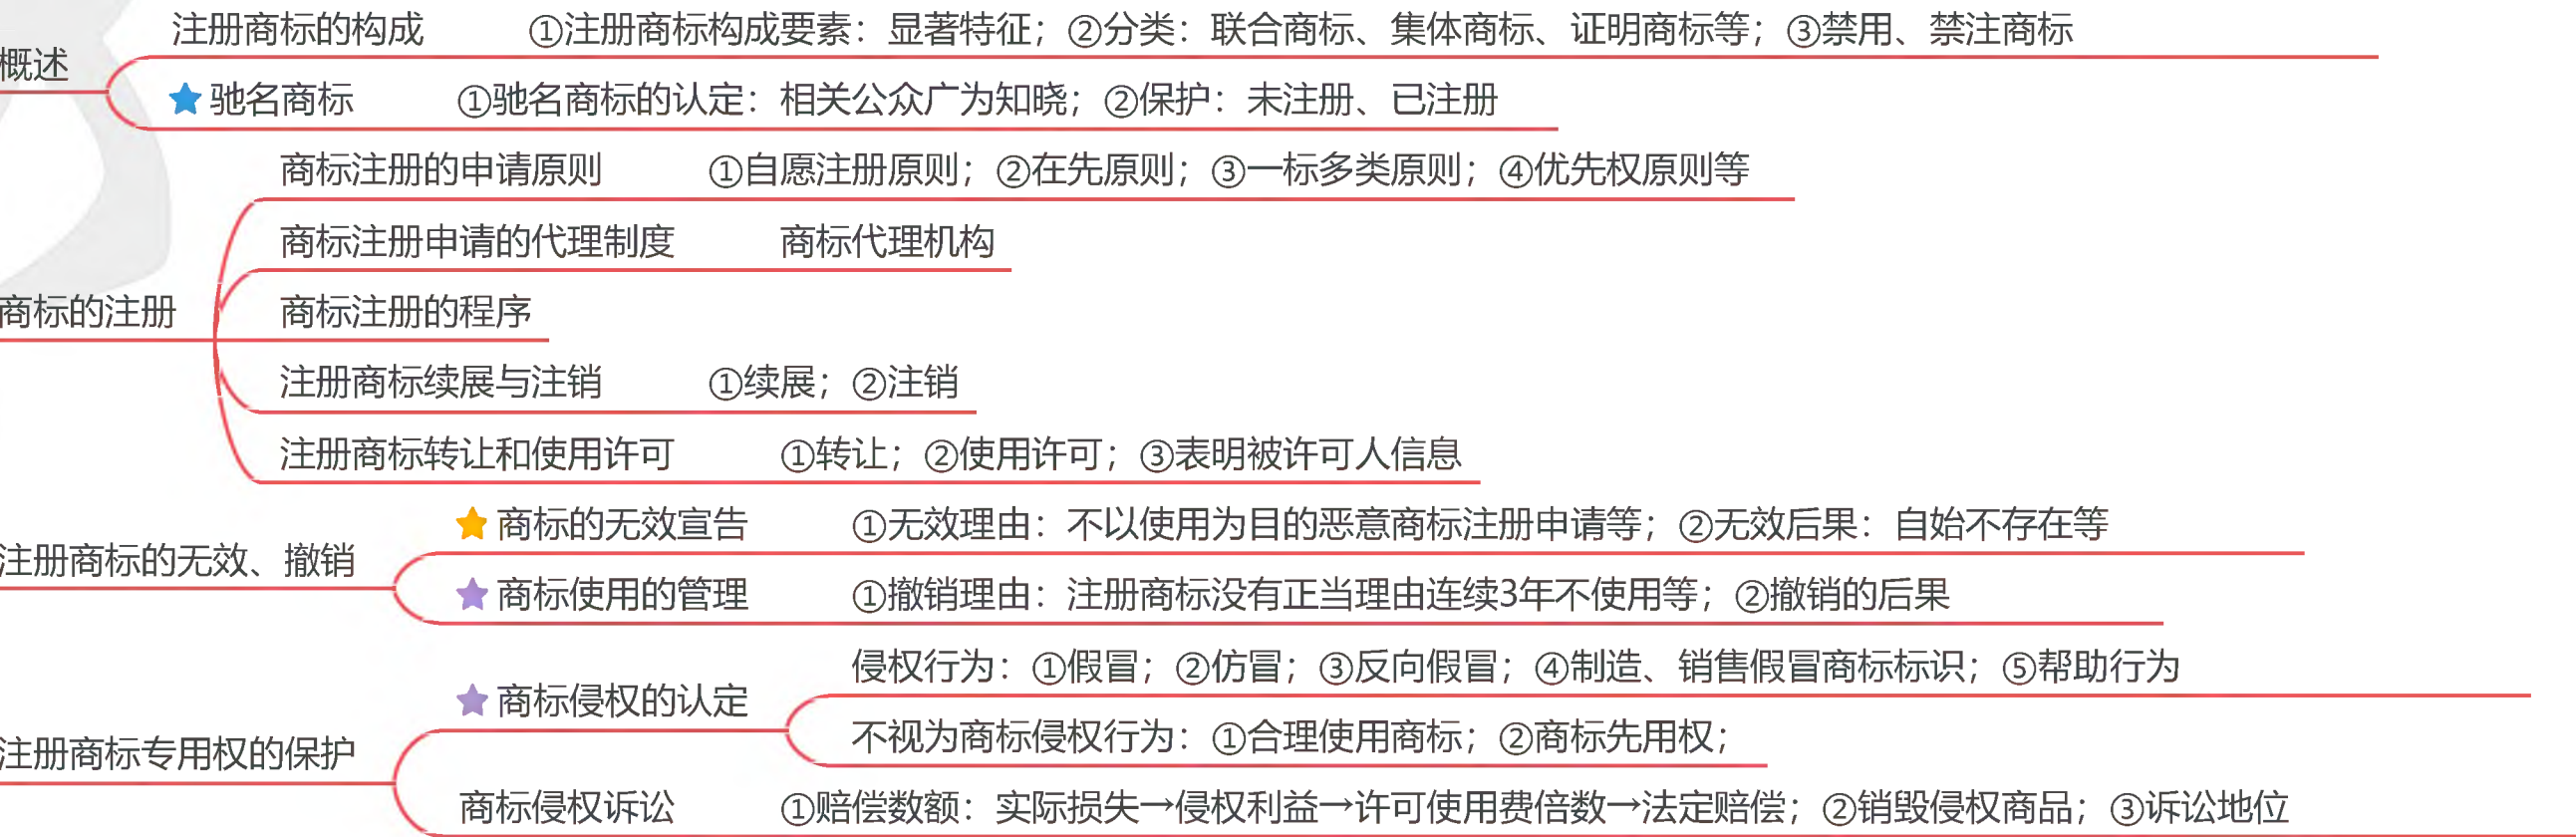 概述
注册商标的构成 ①注册商标构成要素：显著特征；②分类：联合商标、集体商标、证明商标等；③禁用、禁注商标
驰名商标 ①驰名商标的认定：相关公众广为知晓；②保护：未注册、已注册
商标的注册
商标注册的申请原则 ①自愿注册原则；②在先原则；③一标多类原则；④优先权原则等
商标注册申请的代理制度 商标代理机构
商标注册的程序
注册商标续展与注销 ①续展；②注销
注册商标转让和使用许可 ①转让；②使用许可；③表明被许可人信息
注册商标的无效、撤销
商标的无效宣告 ①无效理由：不以使用为目的恶意商标注册申请等；②无效后果：自始不存在等
商标使用的管理 ①撤销理由：注册商标没有正当理由连续3年不使用等；②撤销的后果
注册商标专用权的保护
商标侵权的认定
侵权行为：①假冒；②仿冒；③反向假冒；④制造、销售假冒商标标识；⑤帮助行为
不视为商标侵权行为：①合理使用商标；②商标先用权；
商标侵权诉讼 ①赔偿数额：实际损失→侵权利益→许可使用费倍数→法定赔偿；②销毁侵权商品；③诉讼地位